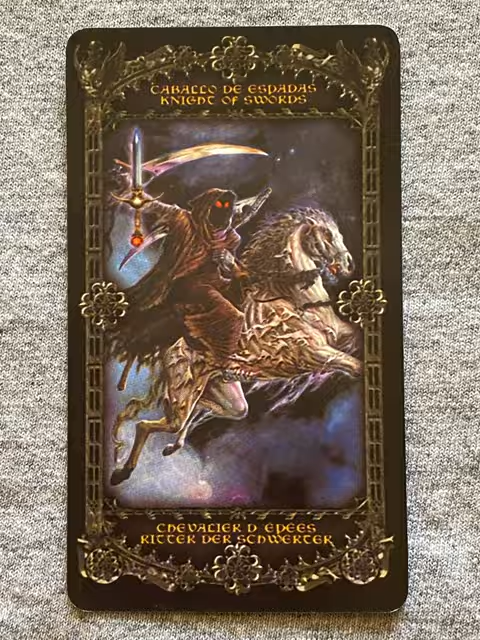 CABALLO DE ESPADAS
KNIGHT OF SWORDS
CHEVALIER D EPEES
RITTER DER SCHWERTER